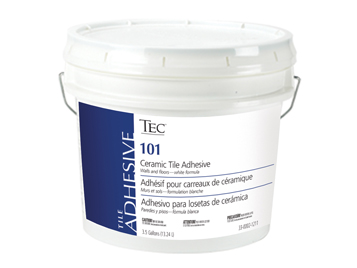 TILE
ADHESIVE
TEC
101
Ceramic Tile Adhesive
Walls and floors—white formula
Adhésif pour carreaux de céramique
Murs et sols—formulation blanche
Adhesivo para losetas de cerámica
Paredes y pisos—fórmula blanca
3.5 Gallons (13.24 l)